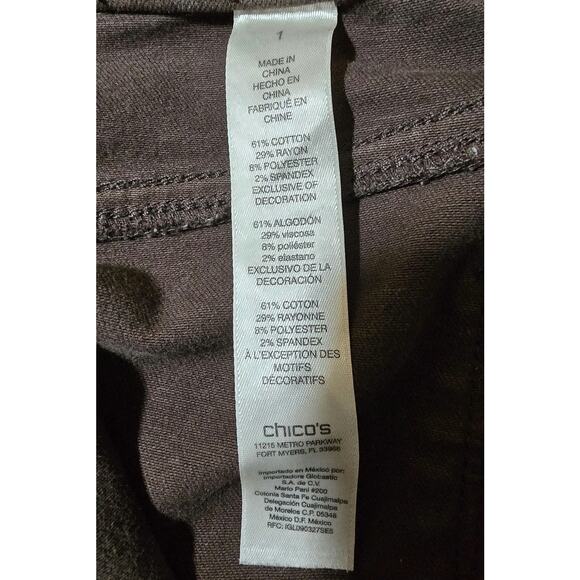 1
MADE IN
CHINA
HECHO EN
CHINA
FABRIQUÉ EN
CHINE
61% COTTON
29% RAYON
8% POLYESTER
2% SPANDEX
EXCLUSIVE OF
DECORATION
61% ALGODÓN
29% viscosa
8% poliéster
2% elastano
EXCLUSIVO DE LA
DECORACIÓN
61% COTON
29% RAYONNE
8% POLYESTER
2% SPANDEX
À L'EXCEPTION DES
MOTIFS
DÉCORATIFS
chico's
11215 METRO PARKWAY
FORT MYERS, FL 33966
Importado en México por:
Importadora Globastic
S.A. de C.V.
Mario Pani #200
Colonia Santa Fe Cuajimalpa
Delegación Cuajimalpa
de Morelos C.P. 05348
México D.F. México
RFC: IGL090327SE5